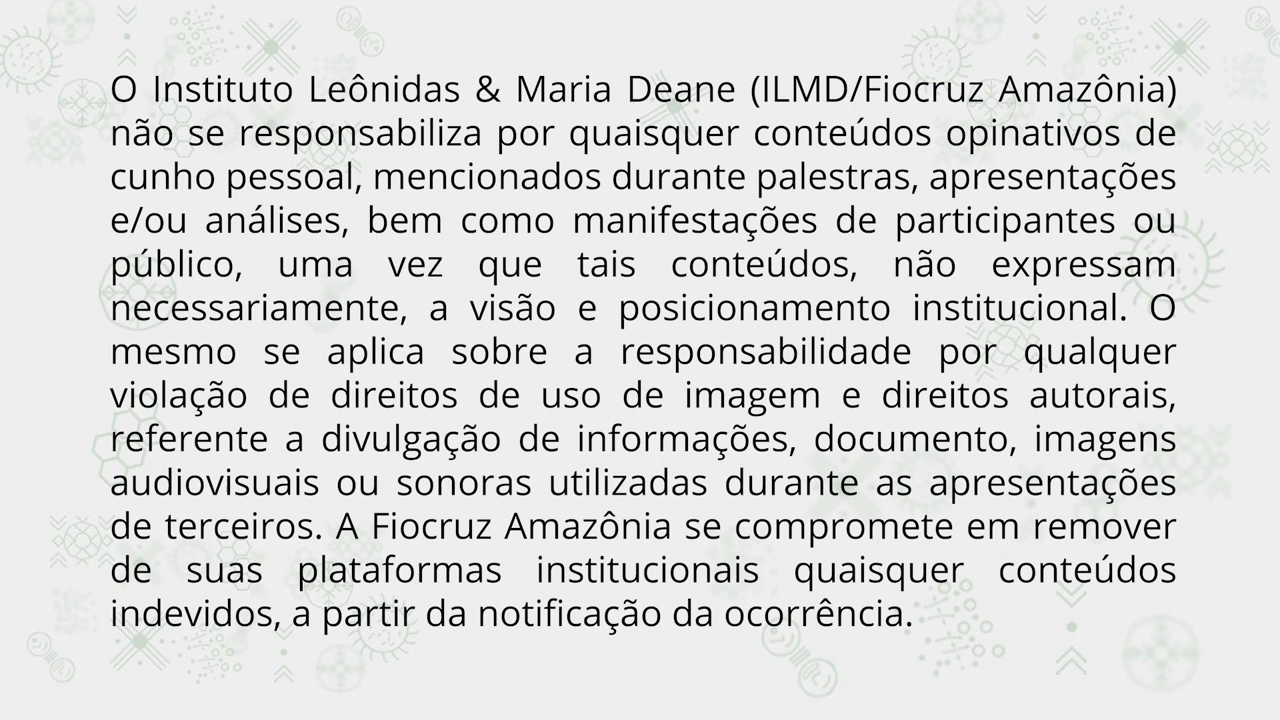 O Instituto Leônidas & Maria Deane (ILMD/Fiocruz Amazônia)
não se responsabiliza por quaisquer conteúdos opinativos de
cunho pessoal, mencionados durante palestras, apresentações
e/ou análises, bem como manifestações de participantes ou
público, uma vez que tais conteúdos, não expressam
necessariamente, a visão e posicionamento institucional. O
mesmo se aplica sobre a responsabilidade por qualquer
violação de direitos de uso de imagem e direitos autorais,
referente a divulgação de informações, documento, imagens
audiovisuais ou sonoras utilizadas durante as apresentações
de terceiros. A Fiocruz Amazônia se compromete em remover
de suas plataformas institucionais quaisquer conteúdos
indevidos, a partir da notificação da ocorrência.